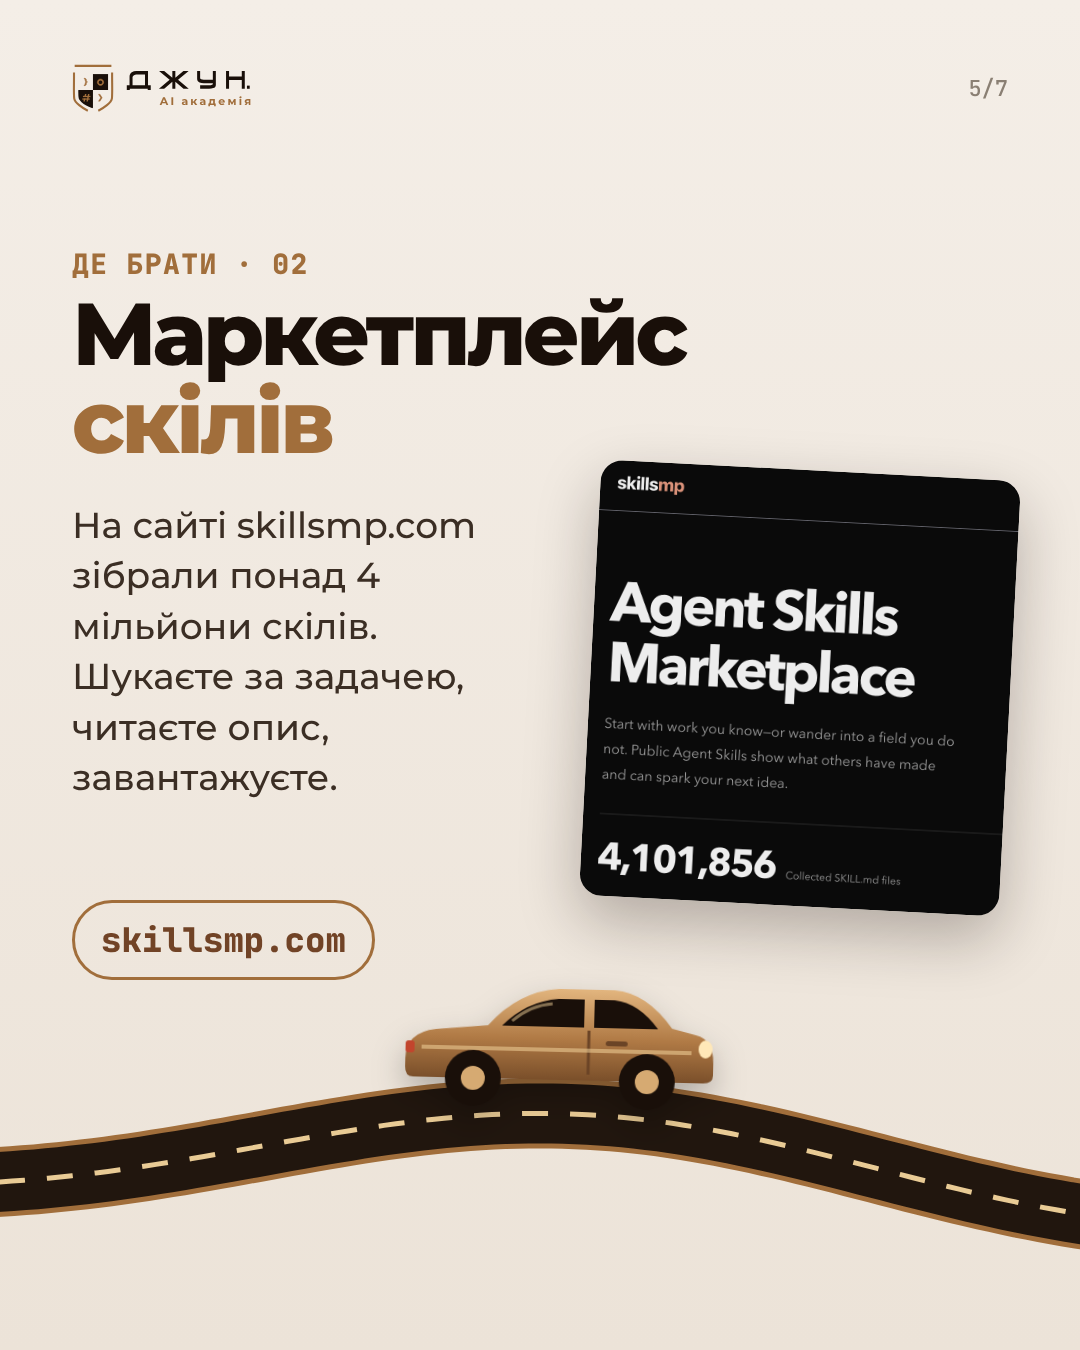 ДЖУН.
AI академія
5/7
ДЕ БРАТИ · 02
Маркетплейс
скілів
На сайті skillsmp.com
зібрали понад 4
мільйони скілів.
Шукаєте за задачею,
читаєте опис,
завантажуєте.
skillsmp.com
skillsmp
Agent Skills
Marketplace
Start with work you know—or wander into a field you do
not. Public Agent Skills show what others have made
and can spark your next idea.
4,101,856 Collected SKILL.md files